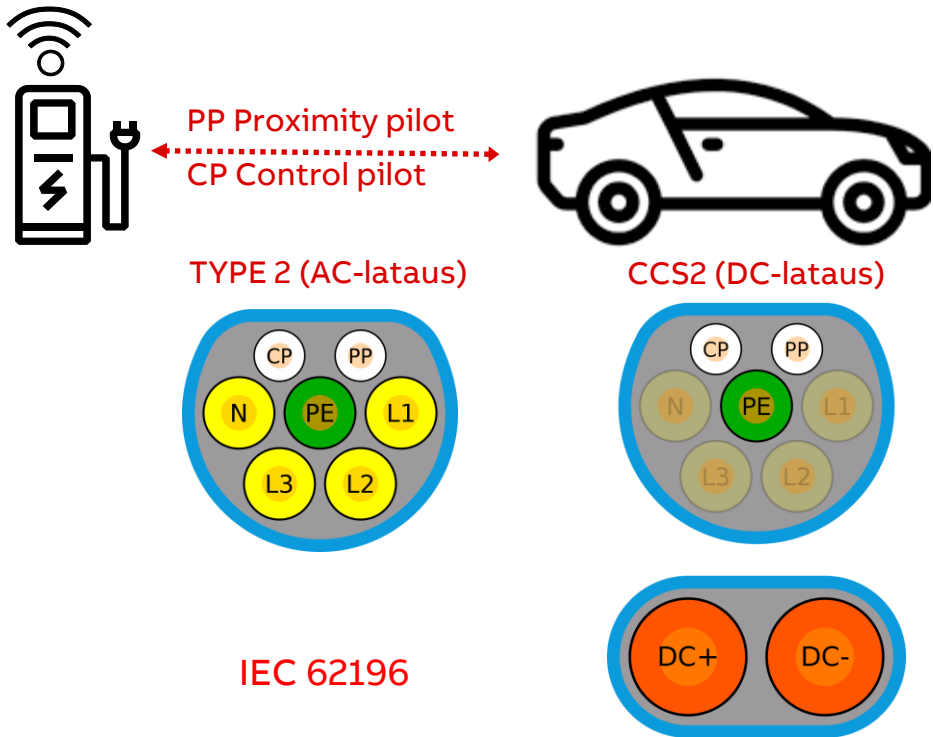 PP Proximity pilot
CP Control pilot
TYPE 2 (AC-lataus)
CCS2 (DC-lataus)
CP PP
N PE L1
L3 L2
CP PP
N PE L1
L3 L2
DC+ DC-
IEC 62196